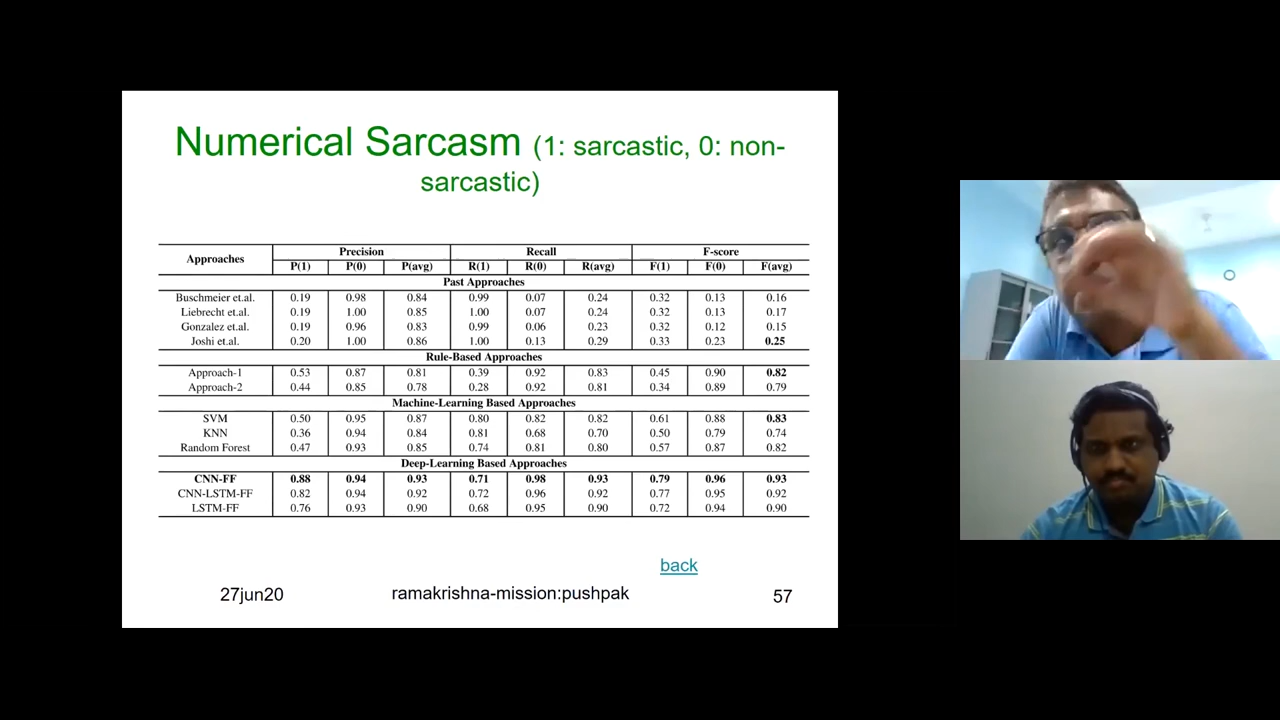 Numerical Sarcasm (1: sarcastic, 0: non-
sarcastic)
Approaches Precision Recall F-score
P(1) P(0) P(avg) R(1) R(0) R(avg) F(1) F(0) F(avg)
Past Approaches
Buschmeier et.al. 0.19 0.98 0.84 0.99 0.07 0.24 0.32 0.13 0.16
Liebrecht et.al. 0.19 1.00 0.85 1.00 0.07 0.24 0.32 0.13 0.17
Gonzalez et.al. 0.19 0.96 0.83 0.99 0.06 0.23 0.32 0.12 0.15
Joshi et.al. 0.20 1.00 0.86 1.00 0.13 0.29 0.33 0.23 0.25
Rule-Based Approaches
Approach-1 0.53 0.87 0.81 0.39 0.92 0.83 0.45 0.90 0.82
Approach-2 0.44 0.85 0.78 0.28 0.92 0.81 0.34 0.89 0.79
Machine-Learning Based Approaches
SVM 0.50 0.95 0.87 0.80 0.82 0.82 0.61 0.88 0.83
KNN 0.36 0.94 0.84 0.81 0.68 0.70 0.50 0.79 0.74
Random Forest 0.47 0.93 0.85 0.74 0.81 0.80 0.57 0.87 0.82
Deep-Learning Based Approaches
CNN-FF 0.88 0.94 0.93 0.71 0.98 0.93 0.79 0.96 0.93
CNN-LSTM-FF 0.82 0.94 0.92 0.72 0.96 0.92 0.77 0.95 0.92
LSTM-FF 0.76 0.93 0.90 0.68 0.95 0.90 0.72 0.94 0.90
back
27jun20 ramakrishna-mission:pushpak 57